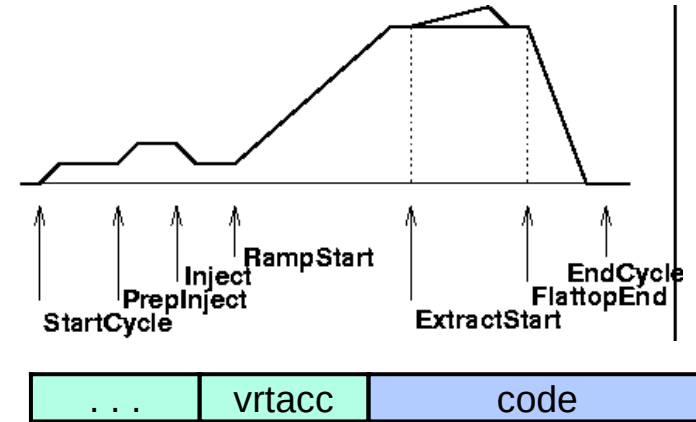 RampStart
Inject
EndCycle
PrepInject
FlattopEnd
StartCycle
ExtractStart
. . .
vrtacc
code